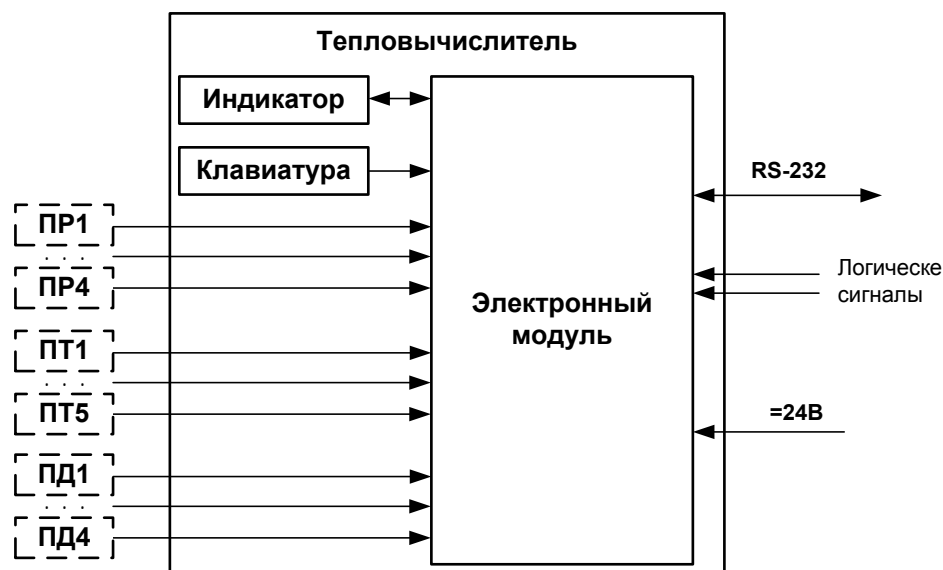 Тепловычислитель
Индикатор
Клавиатура
ПР1
. . .
ПР4
ПТ1
. . .
ПТ5
ПД1
. . .
ПД4
Электронный
модуль
RS-232
Логическе
сигналы
=24В